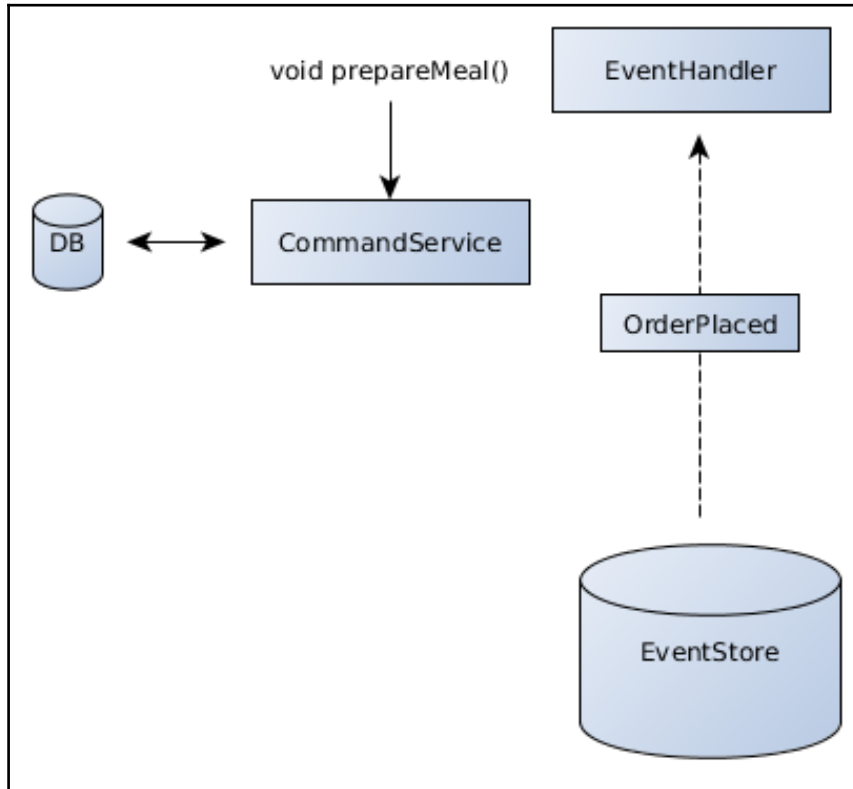 void prepareMeal()
EventHandler
DB
CommandService
OrderPlaced
EventStore